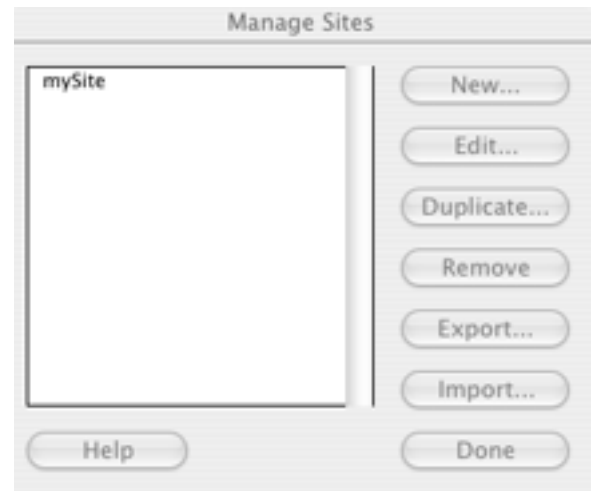 Manage Sites
mySite
New...
Edit...
Duplicate...
Remove
Export...
Import...
Help
Done